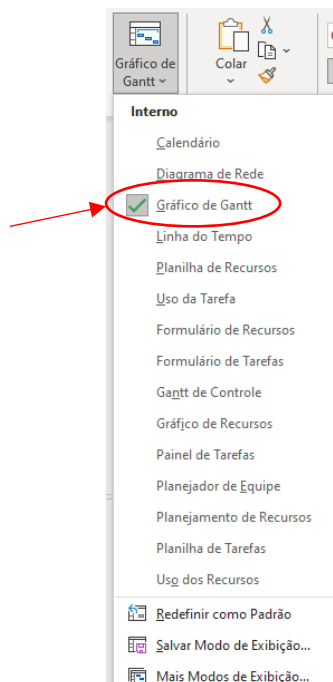 Gráfico de
Gantt
Colar
Interno
Calendário
Diagrama de Rede
Gráfico de Gantt
Linha do Tempo
Planilha de Recursos
Uso da Tarefa
Formulário de Recursos
Formulário de Tarefas
Gantt de Controle
Gráfico de Recursos
Painel de Tarefas
Planejador de Equipe
Planejamento de Recursos
Planilha de Tarefas
Uso dos Recursos
Redefinir como Padrão
Salvar Modo de Exibição...
Mais Modos de Exibição...